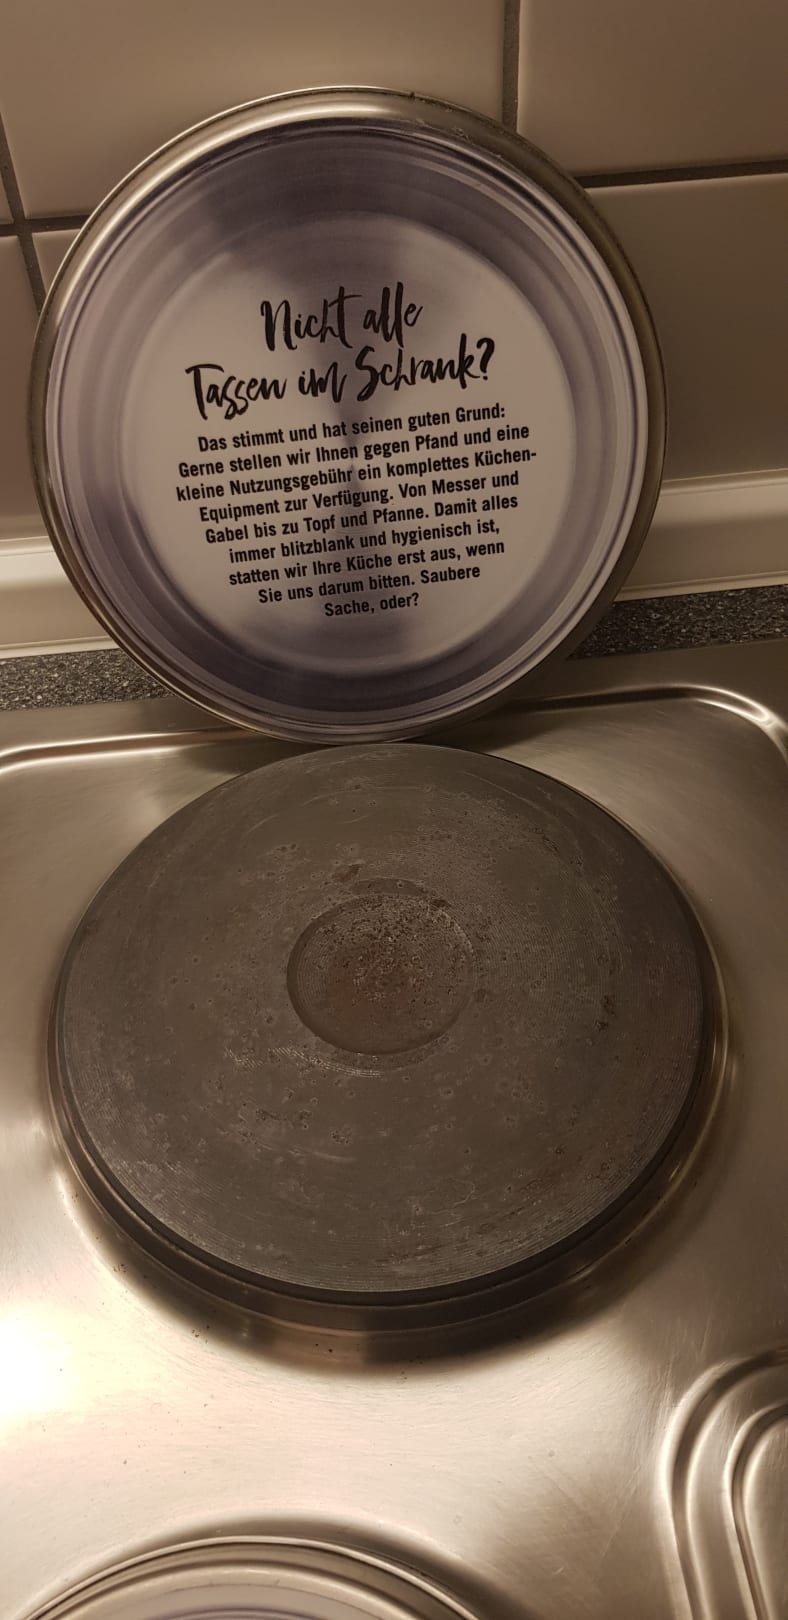 Nicht alle
Tassen im Schrank?
Das stimmt und hat seinen guten Grund:
Gerne stellen wir Ihnen gegen Pfand und eine
kleine Nutzungsgebühr ein komplettes Küchen-
Equipment zur Verfügung. Von Messer und
Gabel bis zu Topf und Pfanne. Damit alles
immer blitzblank und hygienisch ist,
statten wir Ihre Küche erst aus, wenn
Sie uns darum bitten. Saubere
Sache, oder?